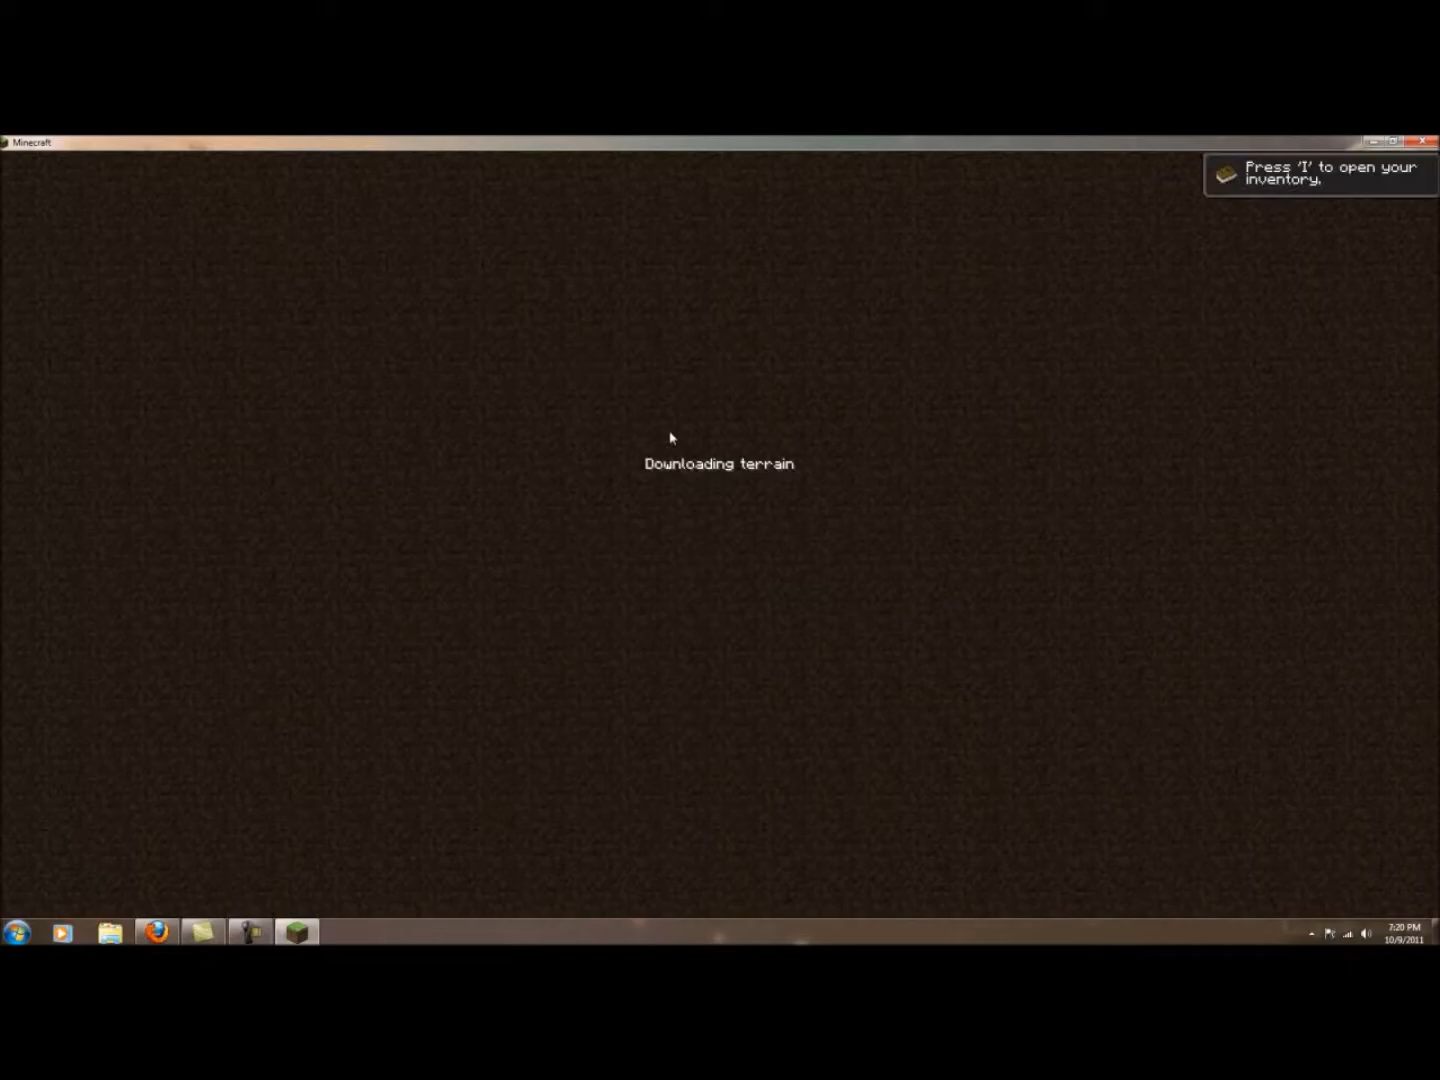 Minecraft
Press 'I' to open your
inventory.
Downloading terrain
7:20 PM
10/9/2011